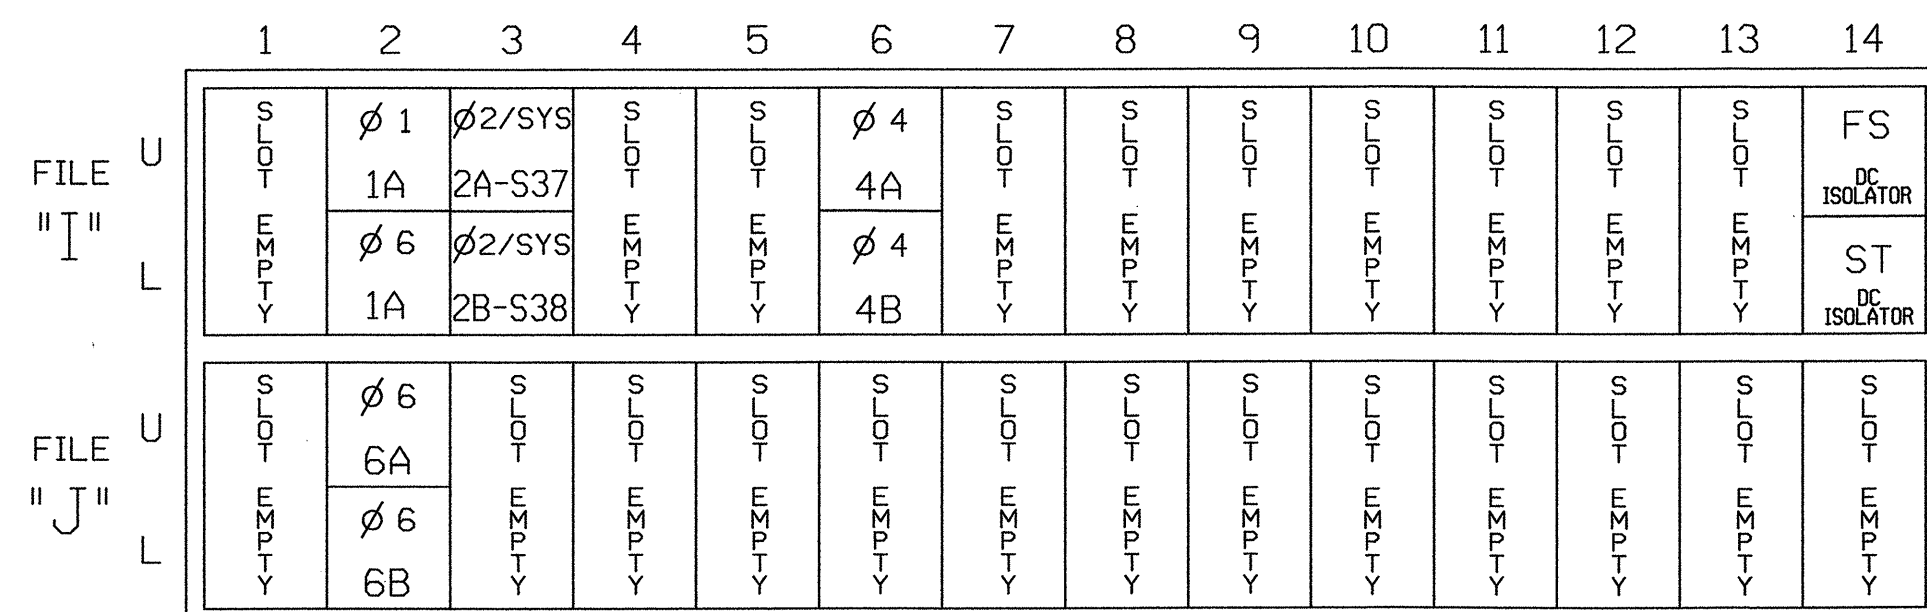 1 2 3 4 5 6 7 8 9 10 11 12 13 14
FILE "I"
U
L
SLOT EMPTY
Ø 1
1A
Ø 6
1A
Ø2/SYS
2A-S37
Ø2/SYS
2B-S38
SLOT EMPTY
SLOT EMPTY
Ø 4
4A
Ø 4
4B
SLOT EMPTY
SLOT EMPTY
SLOT EMPTY
SLOT EMPTY
SLOT EMPTY
SLOT EMPTY
SLOT EMPTY
FS
DC
ISOLATOR
ST
DC
ISOLATOR
FILE "J"
U
L
SLOT EMPTY
Ø 6
6A
Ø 6
6B
SLOT EMPTY
SLOT EMPTY
SLOT EMPTY
SLOT EMPTY
SLOT EMPTY
SLOT EMPTY
SLOT EMPTY
SLOT EMPTY
SLOT EMPTY
SLOT EMPTY
SLOT EMPTY
SLOT EMPTY